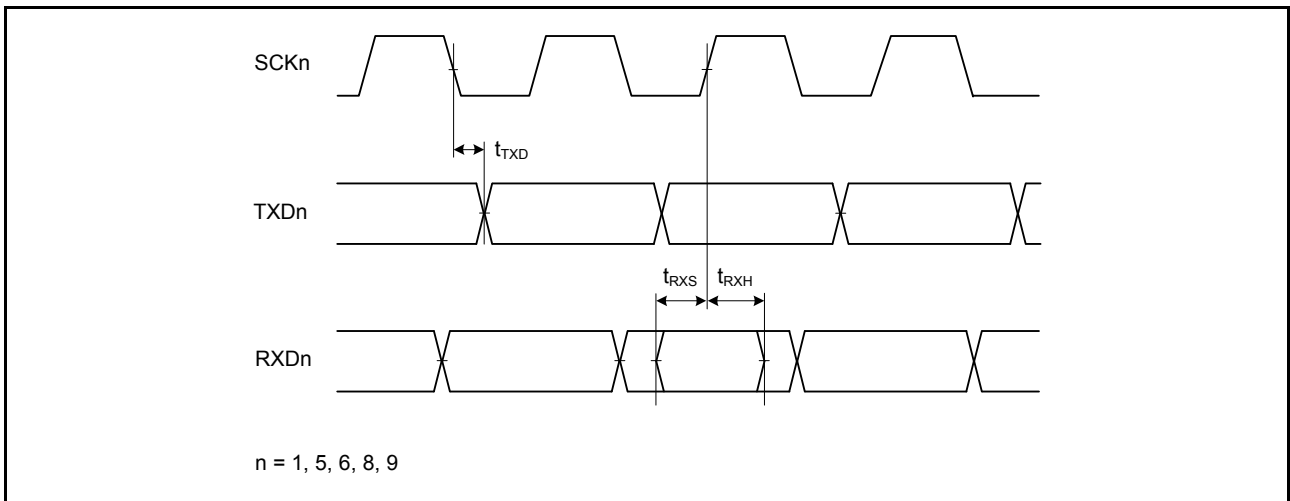 SCKn
tTXD
TXDn
tRXS tRXH
RXDn
n = 1, 5, 6, 8, 9